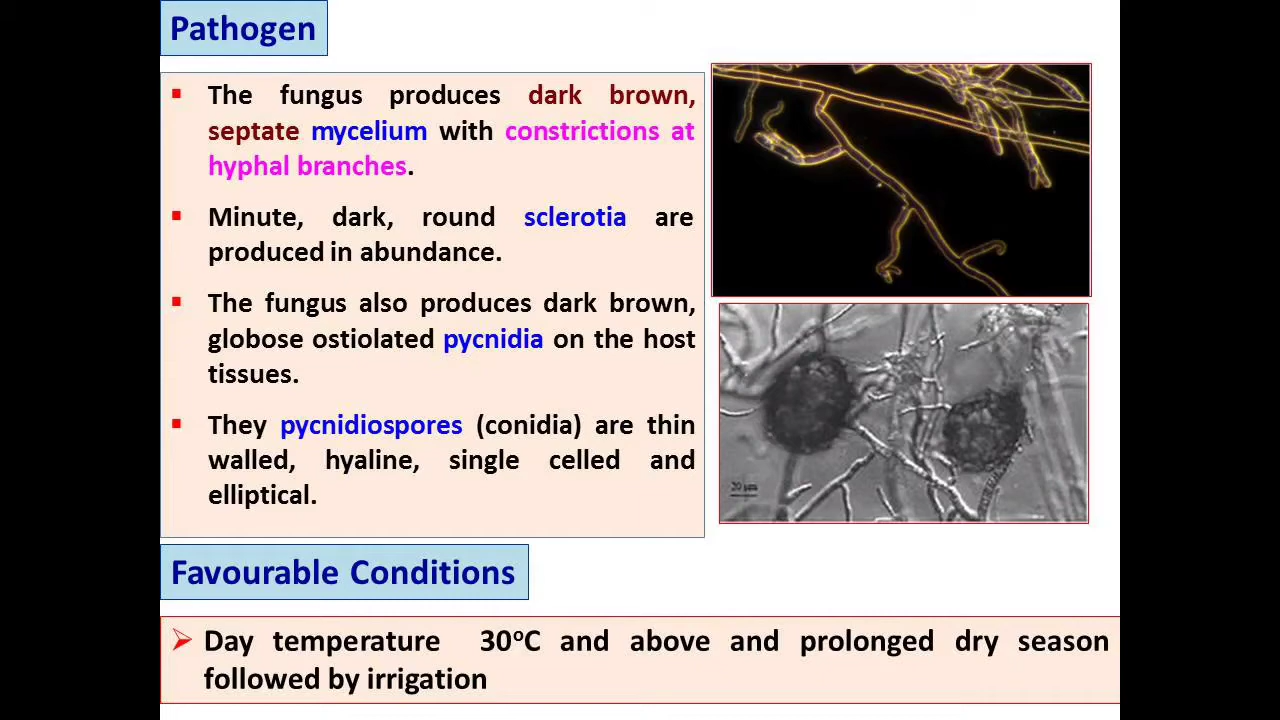 Pathogen
The fungus produces dark brown,
septate mycelium with constrictions at
hyphal branches.
Minute, dark, round sclerotia are
produced in abundance.
The fungus also produces dark brown,
globose ostiolated pycnidia on the host
tissues.
They pycnidiospores (conidia) are thin
walled, hyaline, single celled and
elliptical.
20 µm
Favourable Conditions
Day temperature 30°C and above and prolonged dry season
followed by irrigation